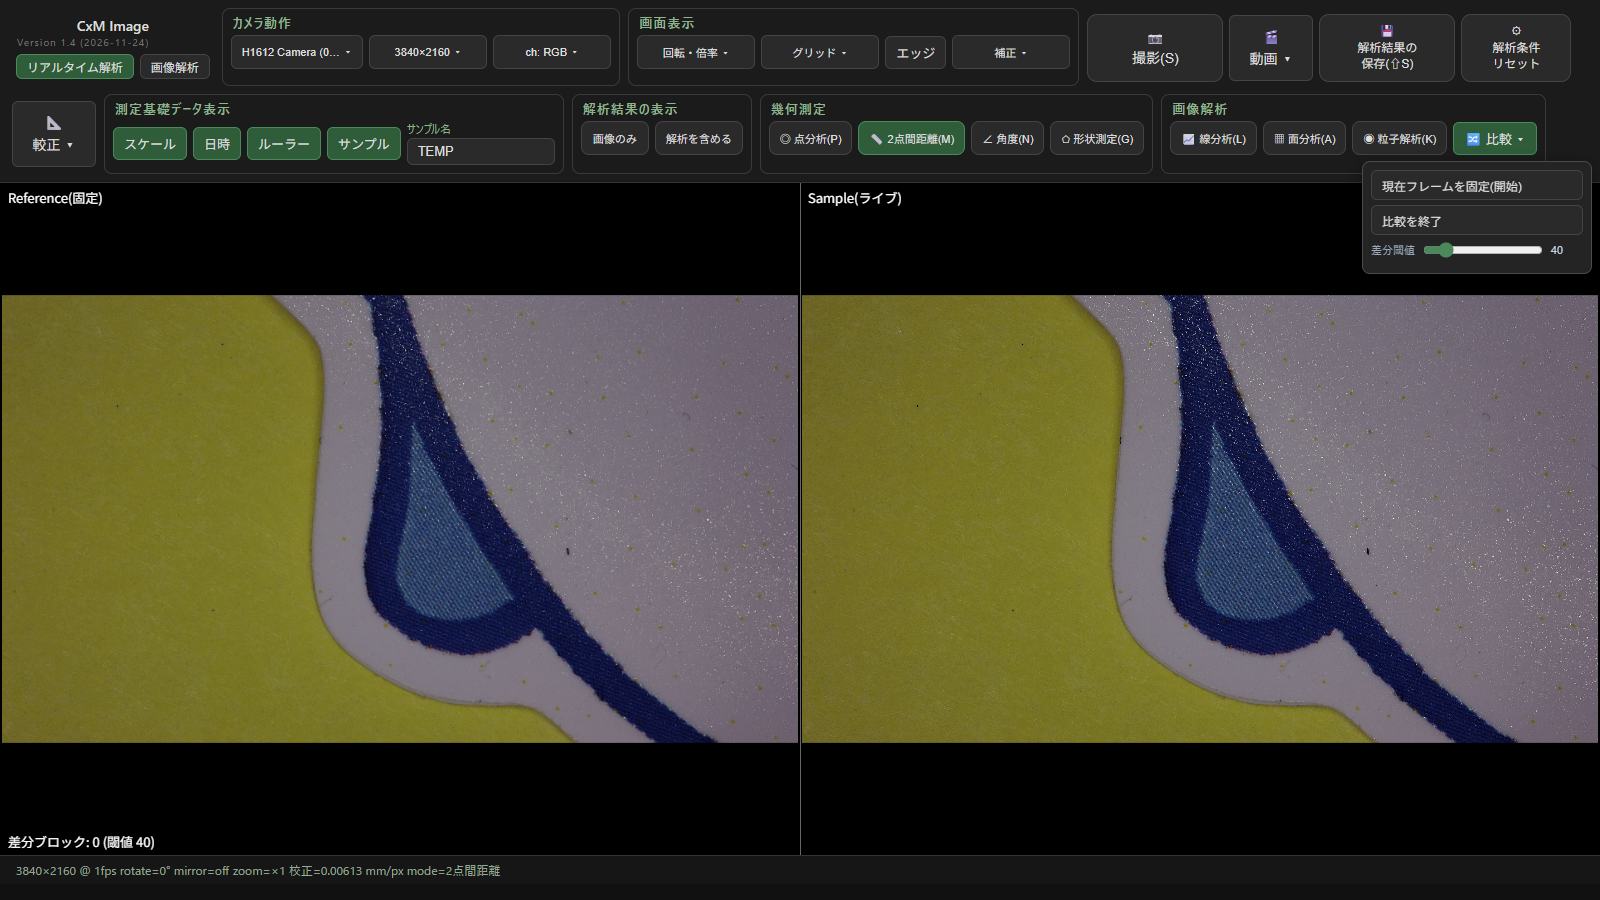 CxM Image
Version 1.4 (2026-11-24)
リアルタイム解析
画像解析
カメラ動作
H1612 Camera (0...
3840×2160
ch: RGB
画面表示
回転・倍率
グリッド
エッジ
補正
撮影(S)
動画
解析結果の
保存(⇧S)
解析条件
リセット
較正
測定基礎データ表示
スケール
日時
ルーラー
サンプル
サンプル名
TEMP
解析結果の表示
画像のみ
解析を含める
幾何測定
◎ 点分析(P)
2点間距離(M)
∠ 角度(N)
形状測定(G)
画像解析
線分析(L)
面分析(A)
◉ 粒子解析(K)
比較
現在フレームを固定(開始)
比較を終了
差分閾値
40
Reference(固定)
Sample(ライブ)
差分ブロック: 0 (閾値 40)
3840×2160 @ 1fps rotate=0° mirror=off zoom=×1 校正=0.00613 mm/px mode=2点間距離